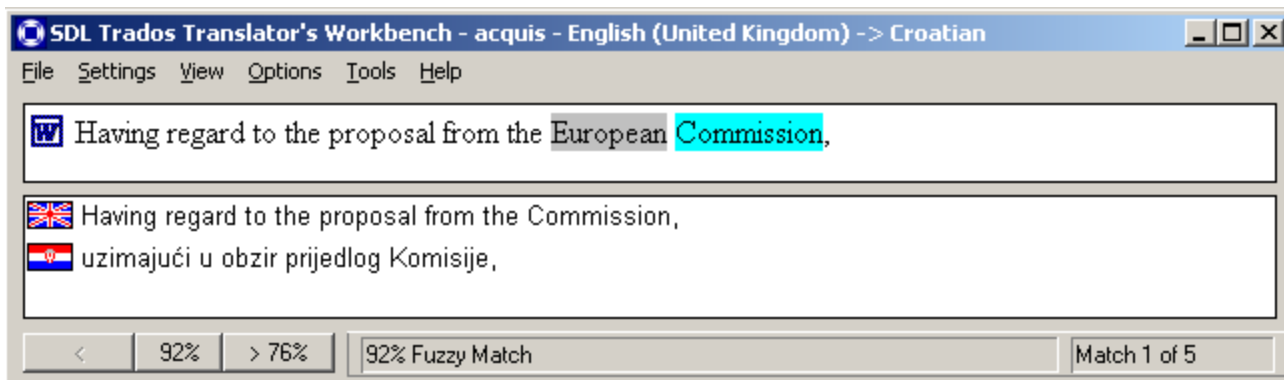 SDL Trados Translator's Workbench - acquis - English (United Kingdom) -> Croatian
File Settings View Options Tools Help
W Having regard to the proposal from the European Commission,
Having regard to the proposal from the Commission,
uzimajući u obzir prijedlog Komisije,
< 92% > 76% 92% Fuzzy Match Match 1 of 5